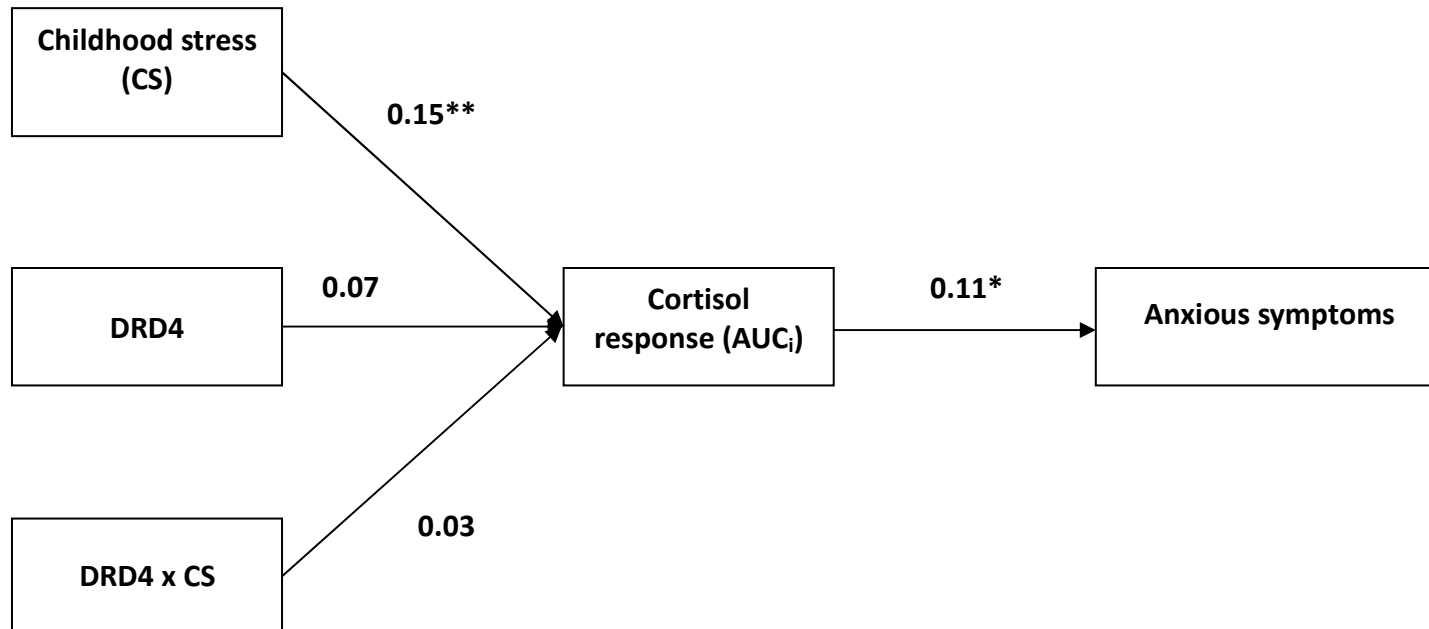 Childhood stress
(CS)
0.15**
DRD4
0.07
Cortisol
response (AUCi)
0.11*
Anxious symptoms
0.03
DRD4 x CS